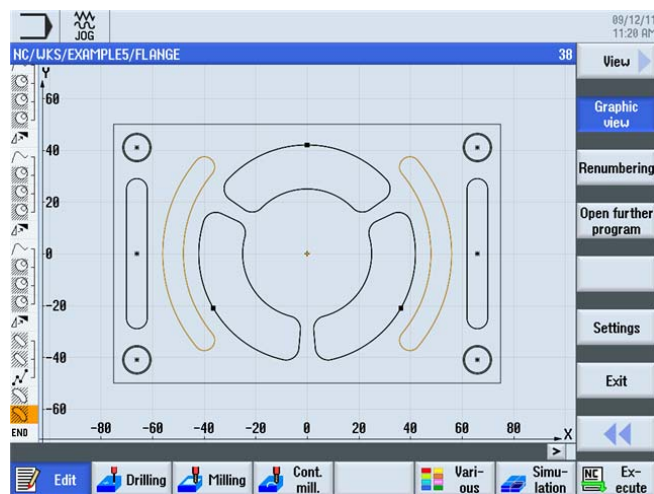 JOG
09/12/11
11:20 AM
NC/WKS/EXAMPLE5/FLANGE 38
View
Graphic
view
Renumbering
Open further
program
Settings
Exit
Y
60
40
20
0
-20
-40
-60
-80 -60 -40 -20 0 20 40 60 80 X
END
>
Edit
Drilling
Milling
Cont.
mill.
Vari-
ous
Simu-
lation
NC
Ex-
ecute